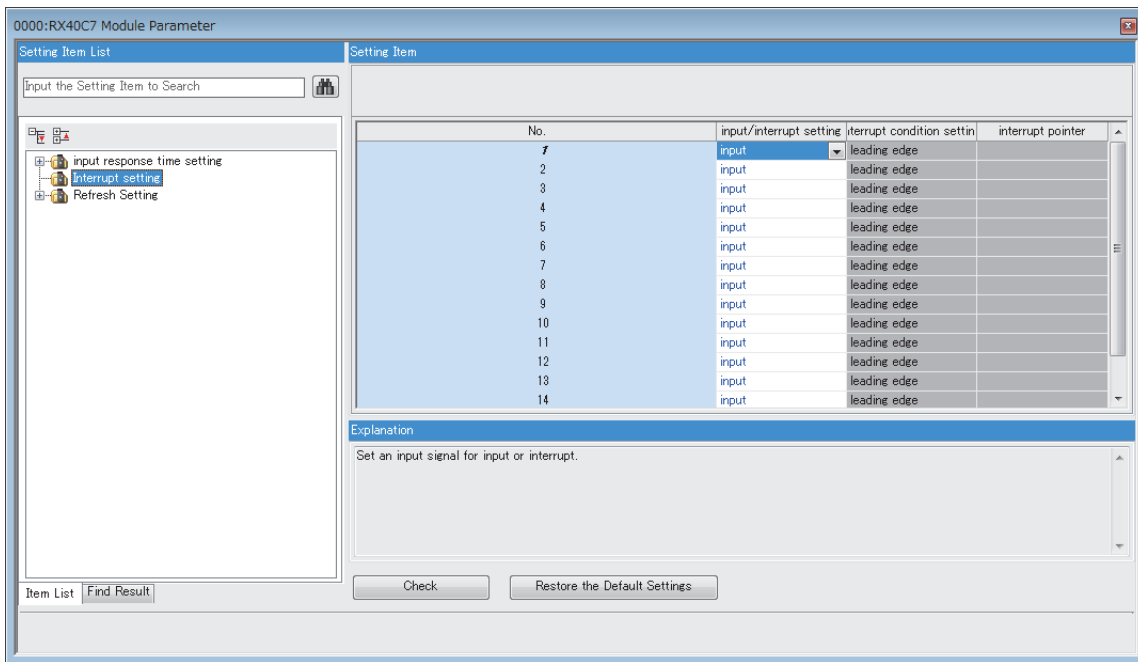 0000:RX40C7 Module Parameter
Setting Item List
Input the Setting Item to Search
input response time setting
Interrupt setting
Refresh Setting
Item List Find Result
Setting Item
No. input/interrupt setting iterrupt condition settin interrupt pointer
1 input leading edge
2 input leading edge
3 input leading edge
4 input leading edge
5 input leading edge
6 input leading edge
7 input leading edge
8 input leading edge
9 input leading edge
10 input leading edge
11 input leading edge
12 input leading edge
13 input leading edge
14 input leading edge
Explanation
Set an input signal for input or interrupt.
Check Restore the Default Settings